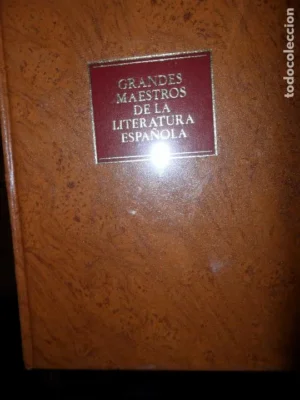 todocoleccion
GRANDES
MAESTROS
DE LA
LITERATURA
ESPAÑOLA